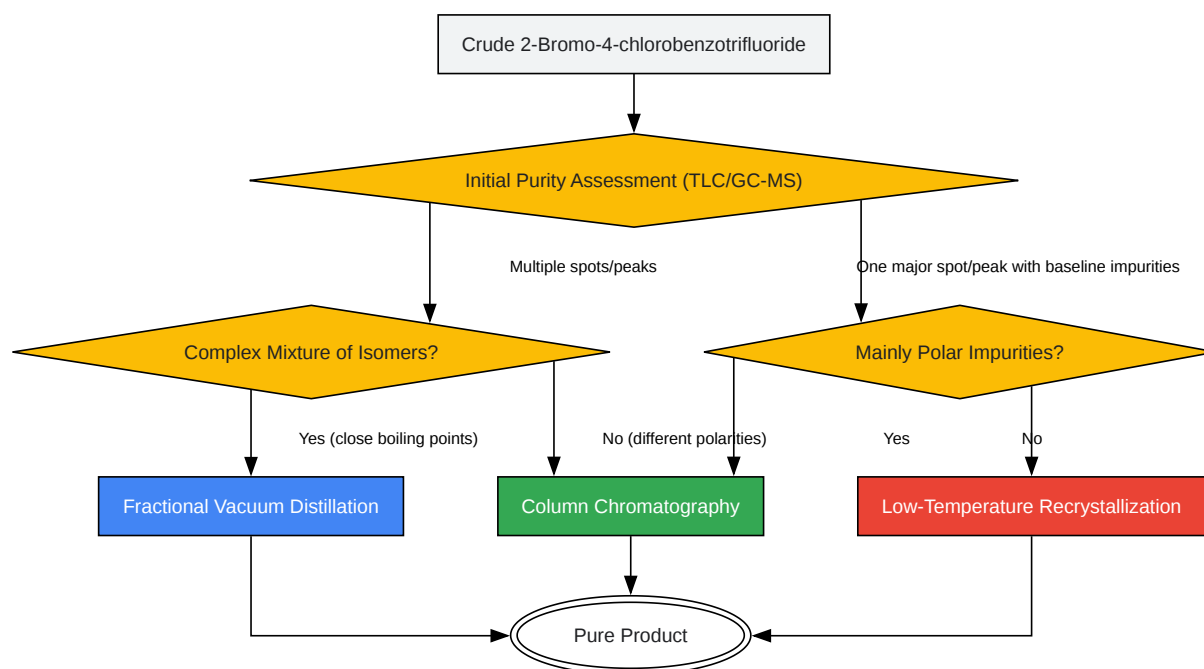 Crude 2-Bromo-4-chlorobenzotrifluoride
Initial Purity Assessment (TLC/GC-MS)
Multiple spots/peaks
One major spot/peak with baseline impurities
Complex Mixture of Isomers?
Mainly Polar Impurities?
Yes (close boiling points)
No (different polarities)
Yes
No
Fractional Vacuum Distillation
Column Chromatography
Low-Temperature Recrystallization
Pure Product